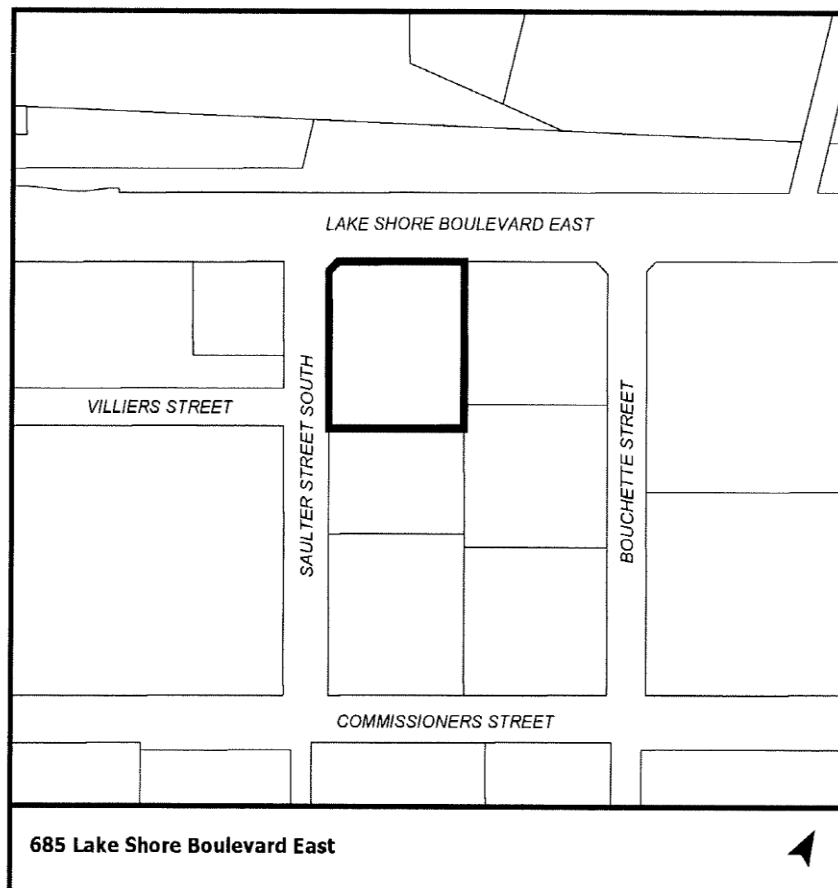 LAKE SHORE BOULEVARD EAST
VILLIERS STREET
SAULTER STREET SOUTH
BOUCHETTE STREET
COMMISSIONERS STREET
685 Lake Shore Boulevard East